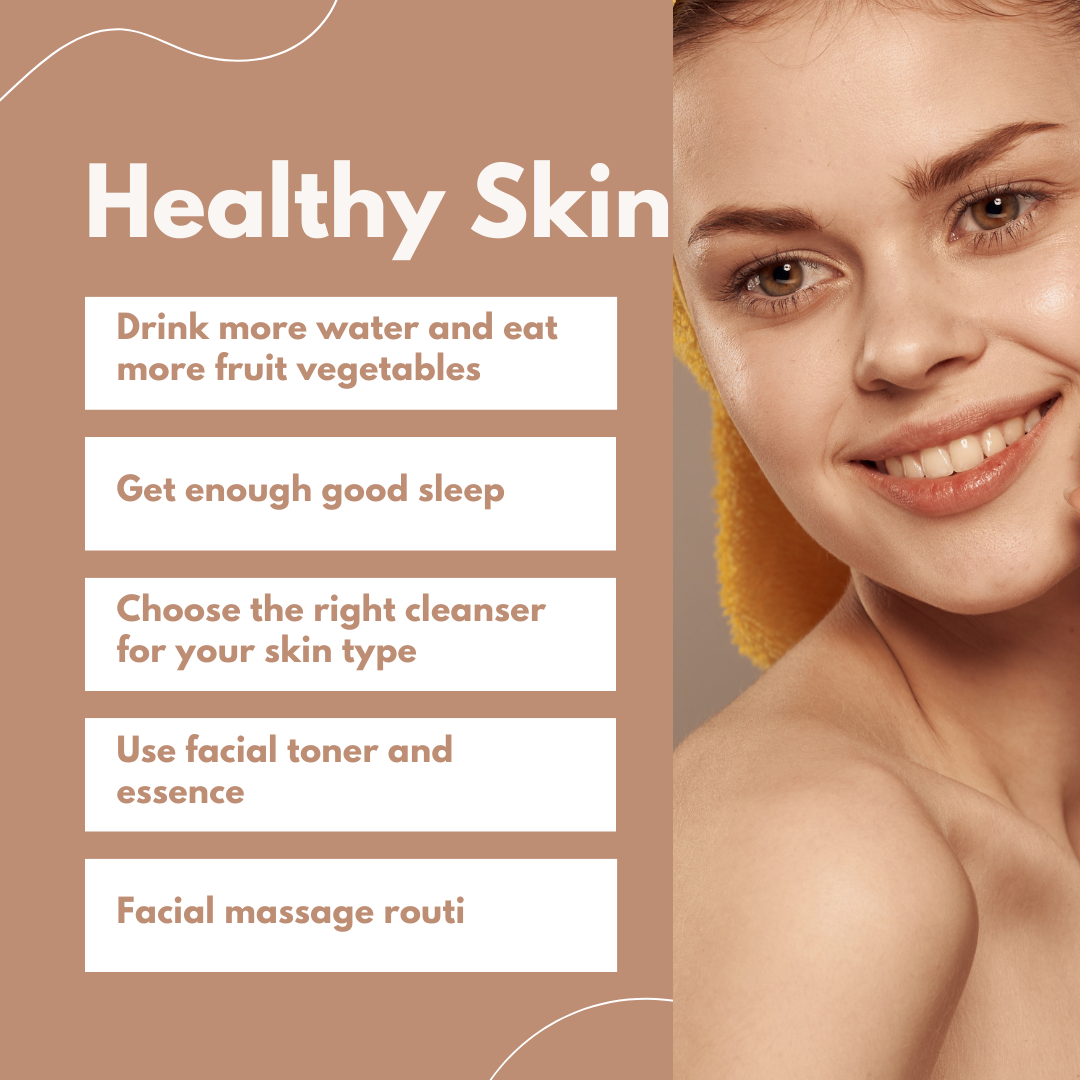 Healthy Skin
Drink more water and eat
more fruit vegetables
Get enough good sleep
Choose the right cleanser
for your skin type
Use facial toner and
essence
Facial massage routi